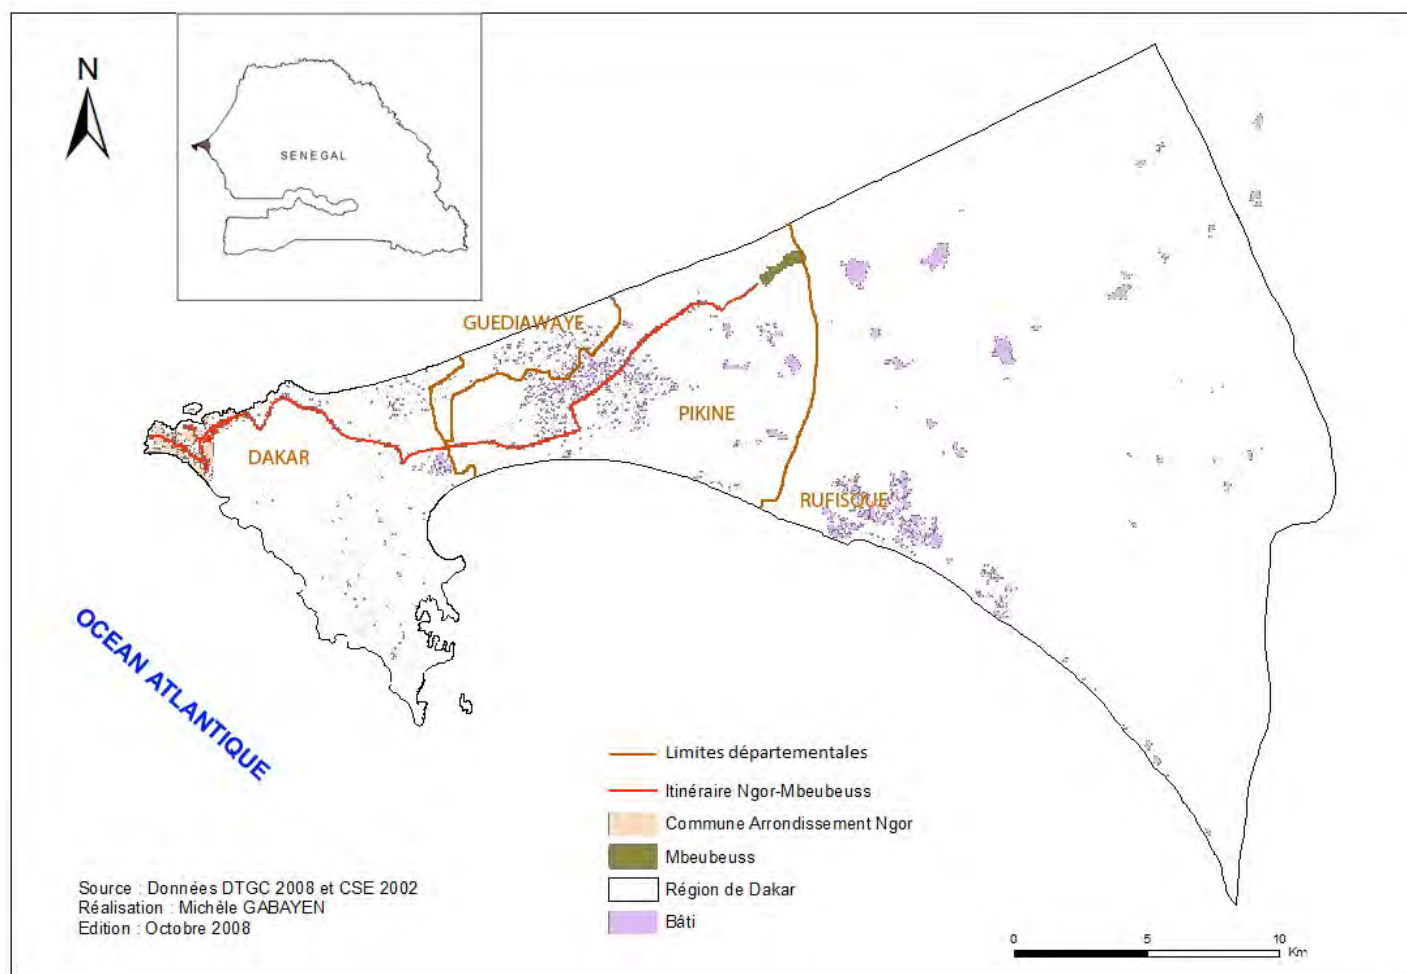 N
SENEGAL
GUEDIAWAYE
PIKINE
DAKAR
RUFISQUE
OCEAN ATLANTIQUE
Limites départementales
Itinéraire Ngor-Mbeubeuss
Commune Arrondissement Ngor
Mbeubeuss
Région de Dakar
Bâti
Source : Données DTGC 2008 et CSE 2002
Réalisation : Michèle GABAYEN
Edition : Octobre 2008
0 5 10
Km